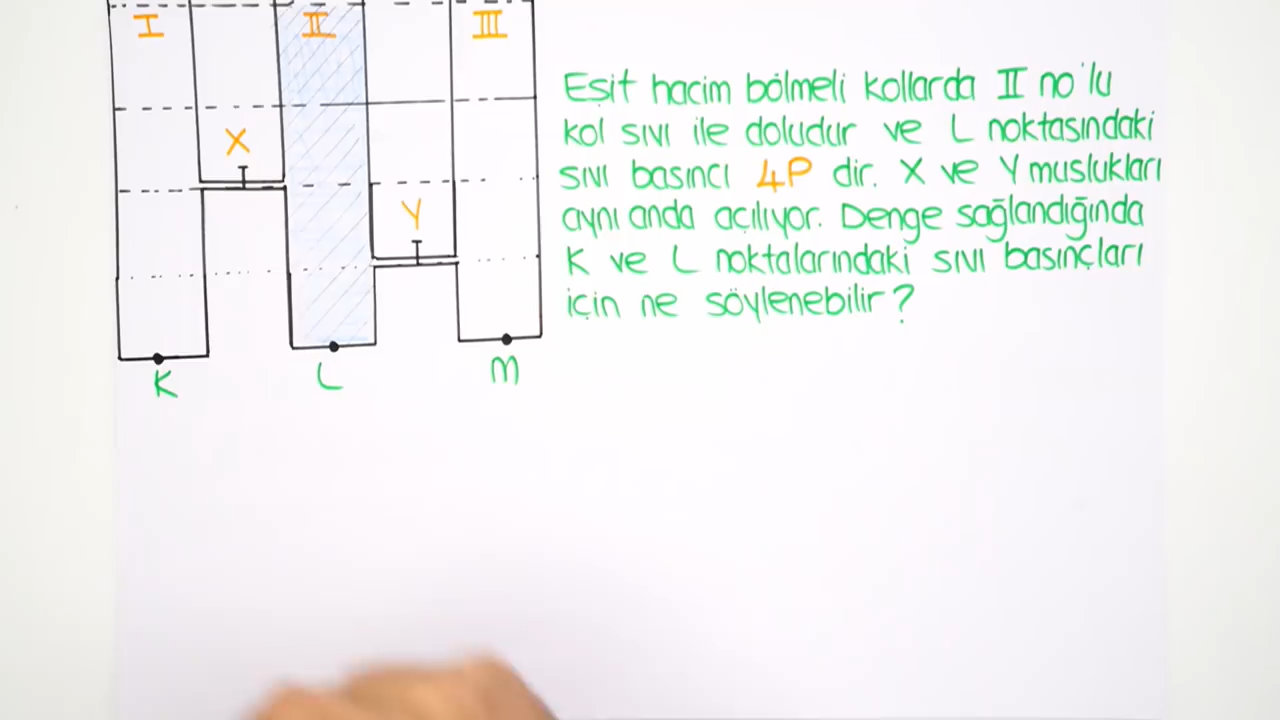 I II III
Eşit hacim bölmeli kollarda II no'lu
kol sıvı ile doludur ve L noktasındaki
sıvı basıncı 4P dir. X ve Y muslukları
aynı anda açılıyor. Denge sağlandığında
K ve L noktalarındaki sıvı basınçları
için ne söylenebilir?
X
Y
K L M